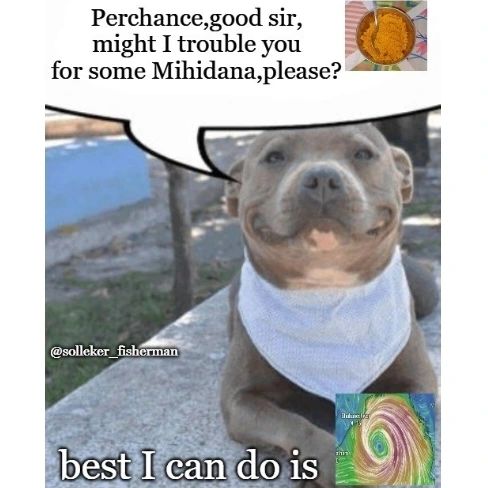 Perchance,good sir,
might I trouble you
for some Mihidana,please?
@solleker_fisherman
best I can do is